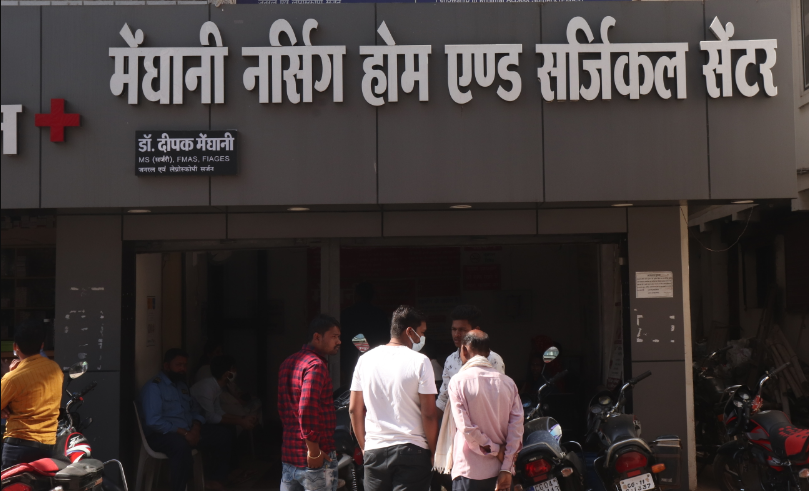 मेंघानी नर्सिंग होम एण्ड सर्जिकल सेंटर
डॉ. दीपक मेंघानी
MS (सर्जरी), FMAS, FIAGES
जनरल एवं लेप्रोस्कोपी सर्जन